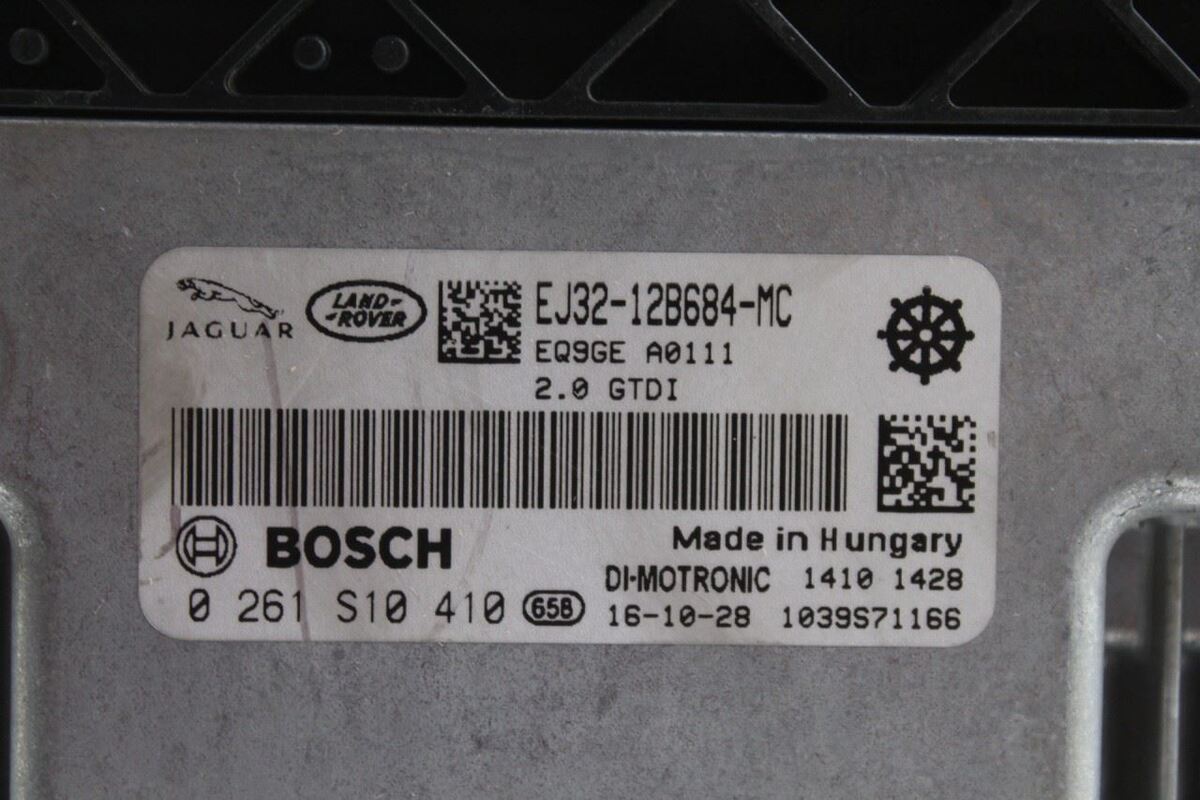 JAGUAR
LAND-
-ROVER
EJ32-12B684-MC
EQ9GE A0111
2.0 GTDI
BOSCH
Made in Hungary
DI-MOTRONIC 1410 1428
0 261 S10 410 658
16-10-28 1039S71166